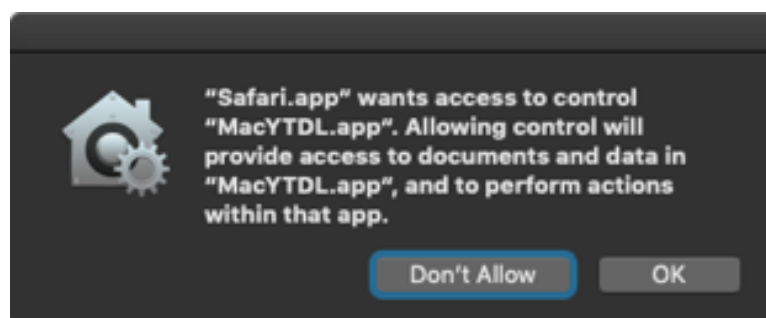 “Safari.app” wants access to control
“MacYTDL.app”. Allowing control will
provide access to documents and data in
“MacYTDL.app”, and to perform actions
within that app.
Don’t Allow
OK